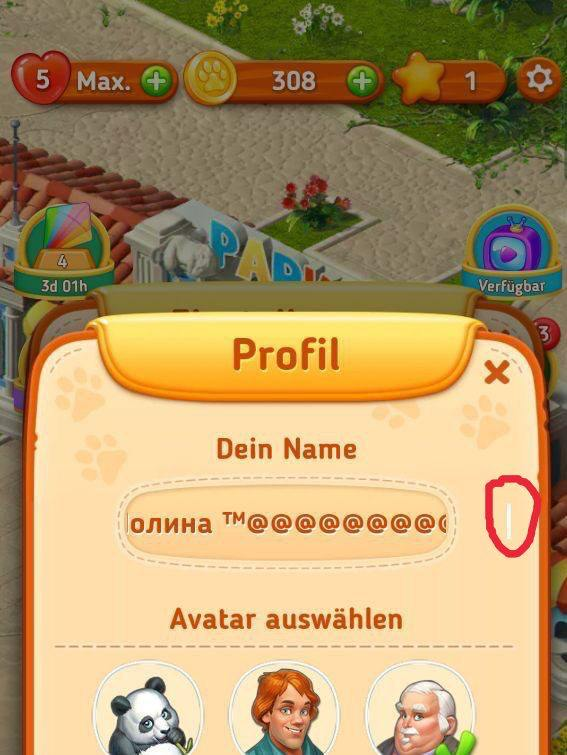 5 Max. 308 1
4
3d 01h
Verfügbar
3
Profil
Dein Name
олина ™@@@@@@@@
Avatar auswählen